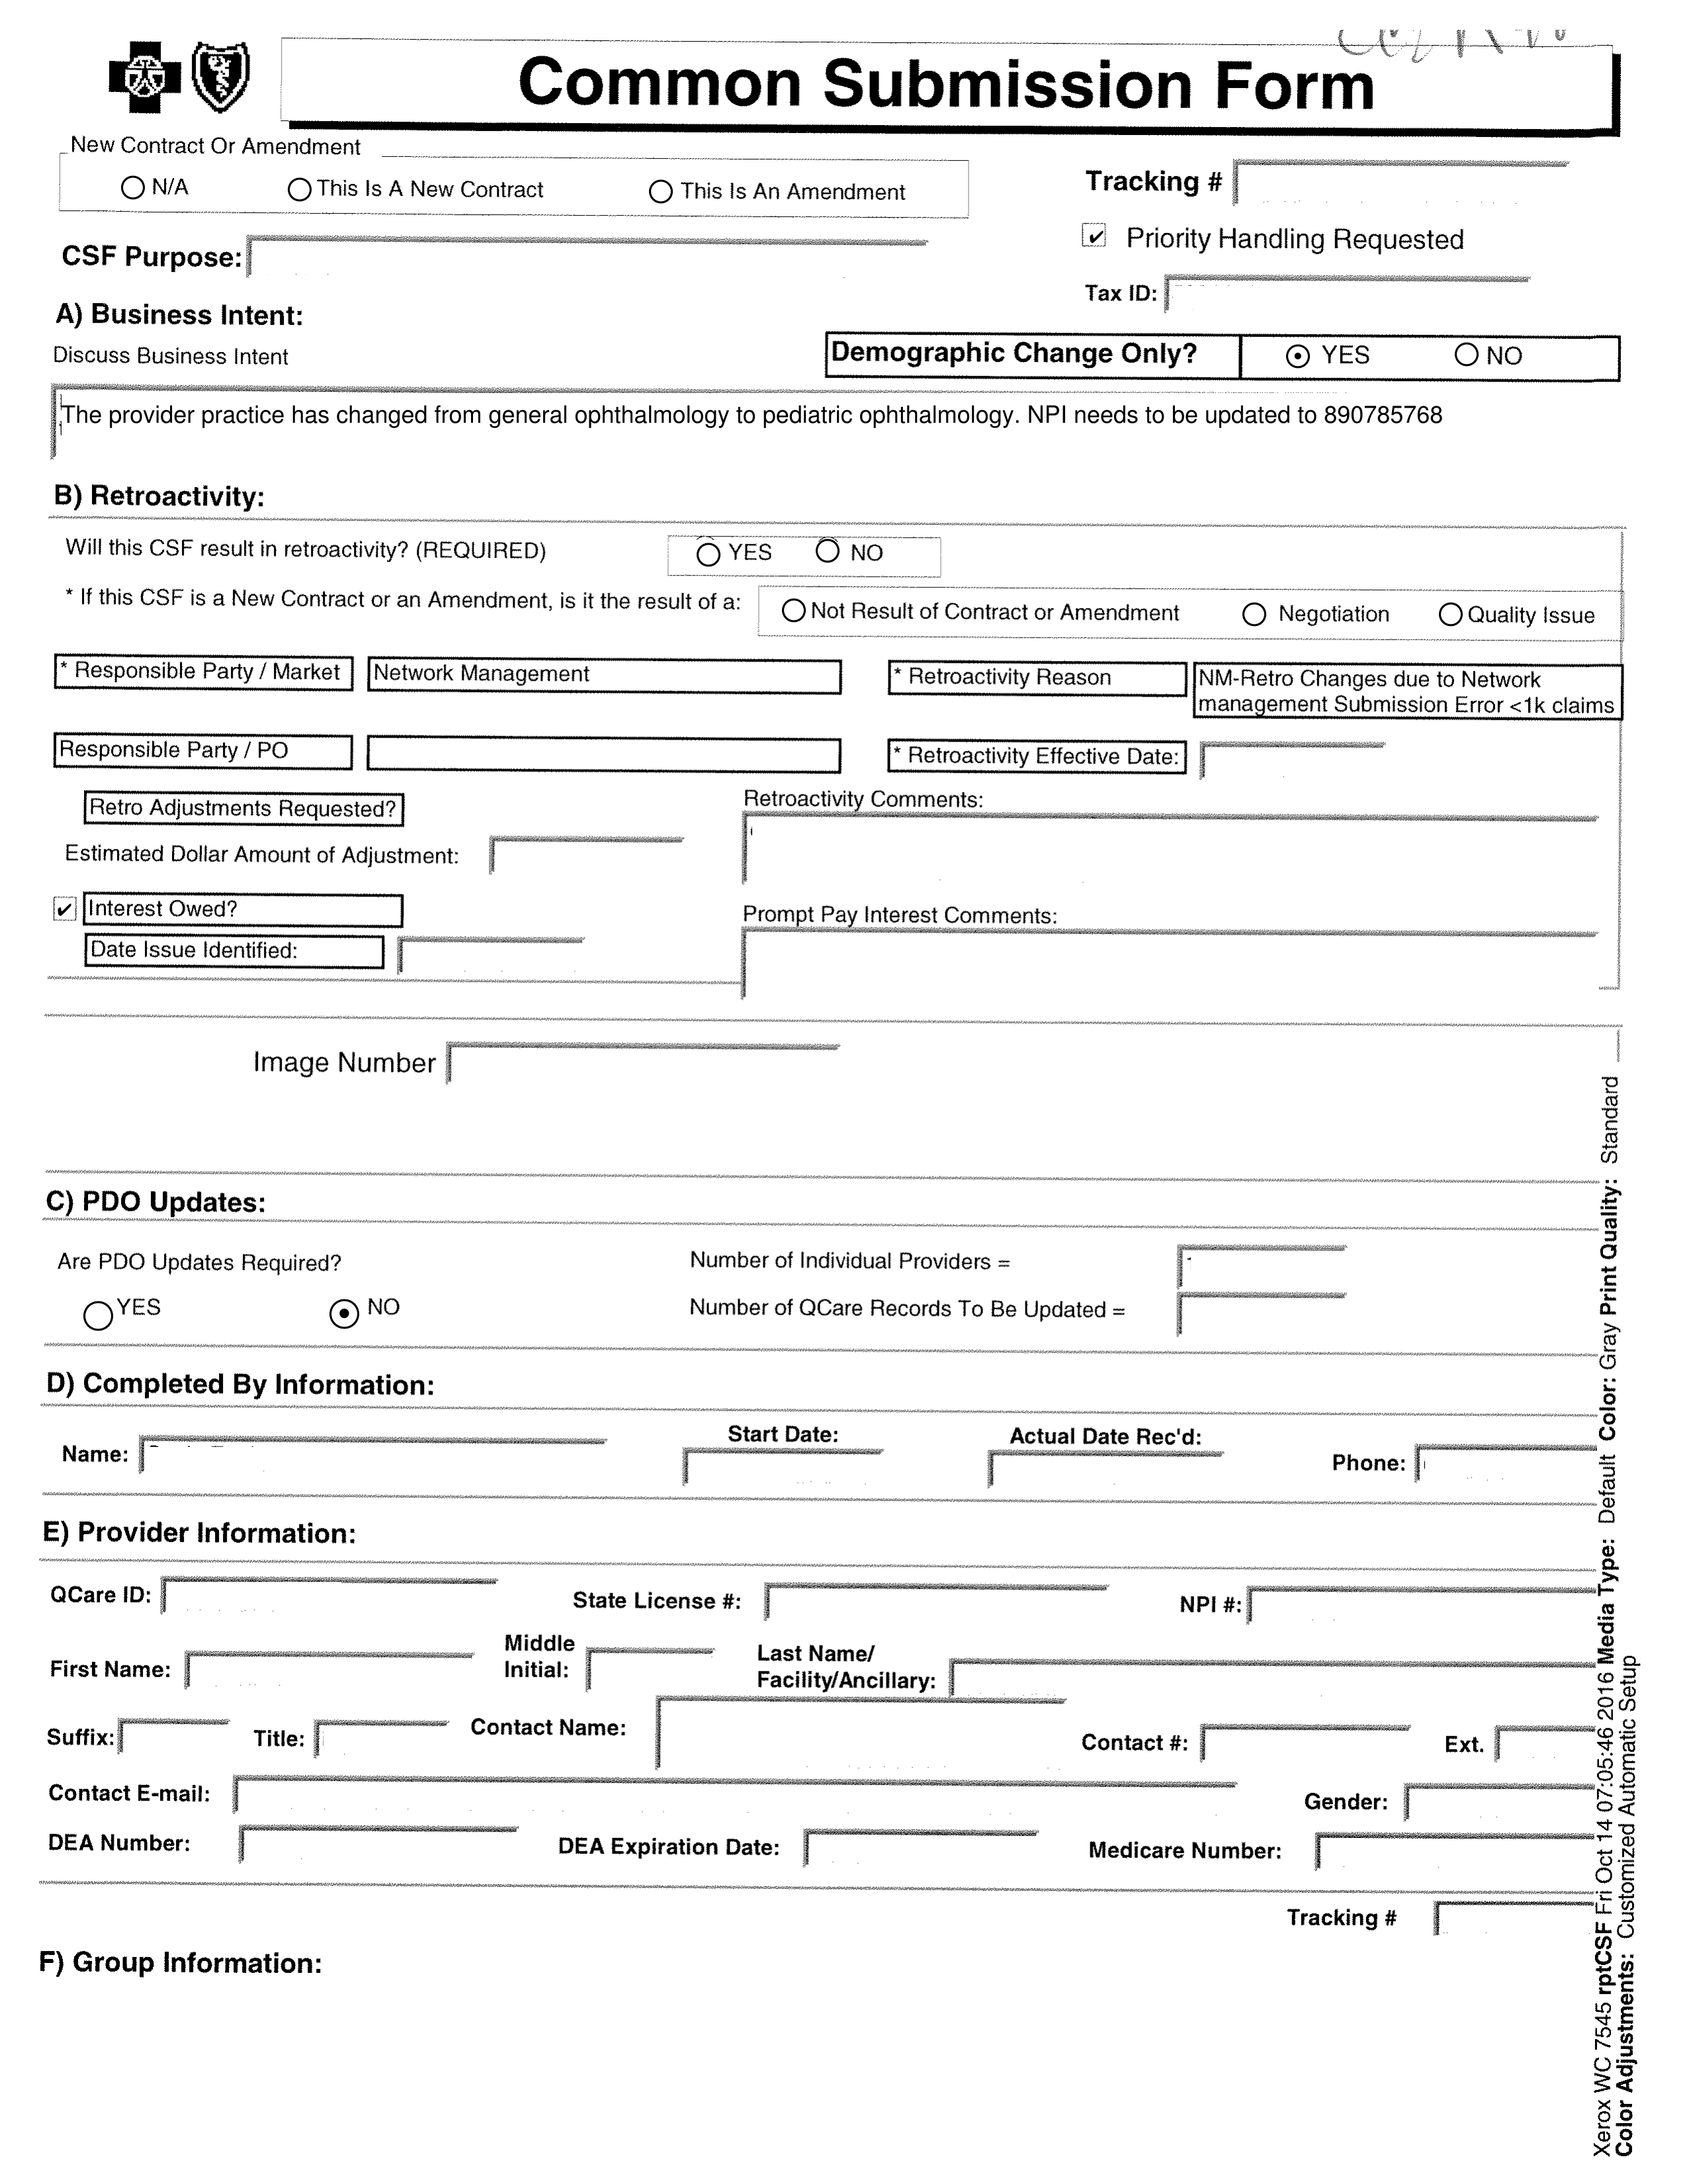 Common Submission Form
New Contract Or Amendment
N/A This Is A New Contract This Is An Amendment
Tracking #
Priority Handling Requested
CSF Purpose:
Tax ID:
A) Business Intent:
Discuss Business Intent
Demographic Change Only? YES NO
The provider practice has changed from general ophthalmology to pediatric ophthalmology. NPI needs to be updated to 890785768
B) Retroactivity:
Will this CSF result in retroactivity? (REQUIRED) YES NO
* If this CSF is a New Contract or an Amendment, is it the result of a: Not Result of Contract or Amendment Negotiation Quality Issue
* Responsible Party / Market Network Management * Retroactivity Reason NM-Retro Changes due to Network
management Submission Error <1k claims
Responsible Party / PO * Retroactivity Effective Date:
Retro Adjustments Requested? Retroactivity Comments:
Estimated Dollar Amount of Adjustment:
Interest Owed? Prompt Pay Interest Comments:
Date Issue Identified:
Image Number
C) PDO Updates:
Are PDO Updates Required? Number of Individual Providers =
YES NO Number of QCare Records To Be Updated =
D) Completed By Information:
Name: Start Date: Actual Date Rec'd: Phone:
E) Provider Information:
QCare ID: State License #: NPI #:
First Name: Middle Initial: Last Name/ Facility/Ancillary:
Suffix: Title: Contact Name: Contact #: Ext.
Contact E-mail: Gender:
DEA Number: DEA Expiration Date: Medicare Number:
Tracking #
F) Group Information:
Xerox WC 7545 rptCSF Fri Oct 14 07:05:46 2016 Media Type: Default Color: Gray Print Quality: Standard
Color Adjustments: Customized Automatic Setup